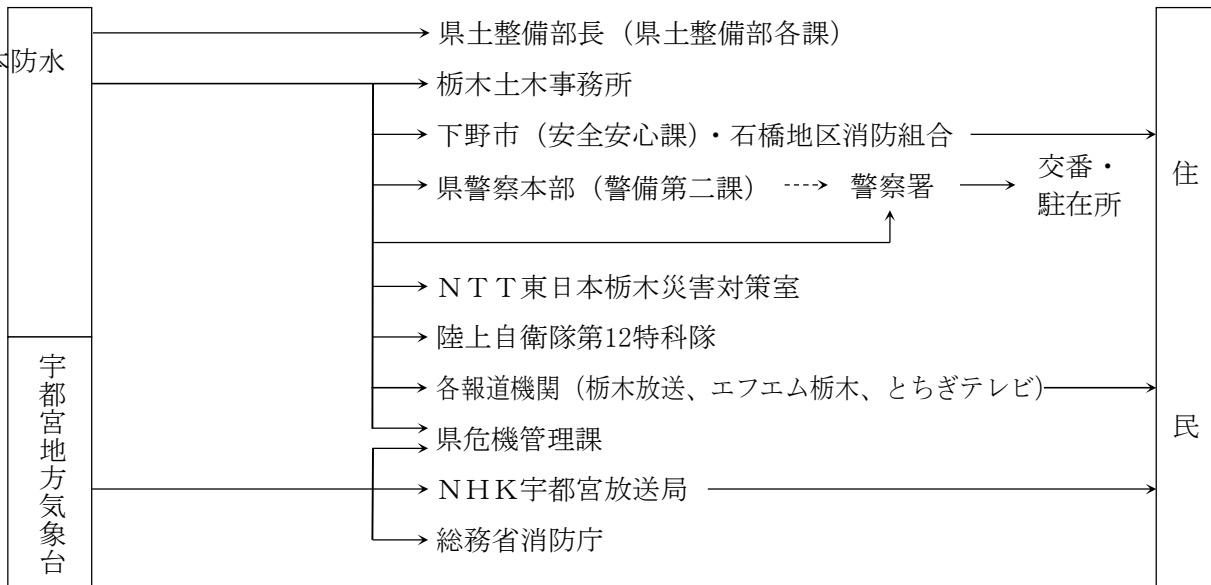 県土整備部長（県土整備部各課）
防水
栃木土木事務所
下野市（安全安心課）・石橋地区消防組合
県警察本部（警備第二課）
警察署
交番・
駐在所
住
民
ＮＴＴ東日本栃木災害対策室
陸上自衛隊第12特科隊
各報道機関（栃木放送、エフエム栃木、とちぎテレビ)
県危機管理課
宇都宮地方気象台
ＮＨＫ宇都宮放送局
総務省消防庁